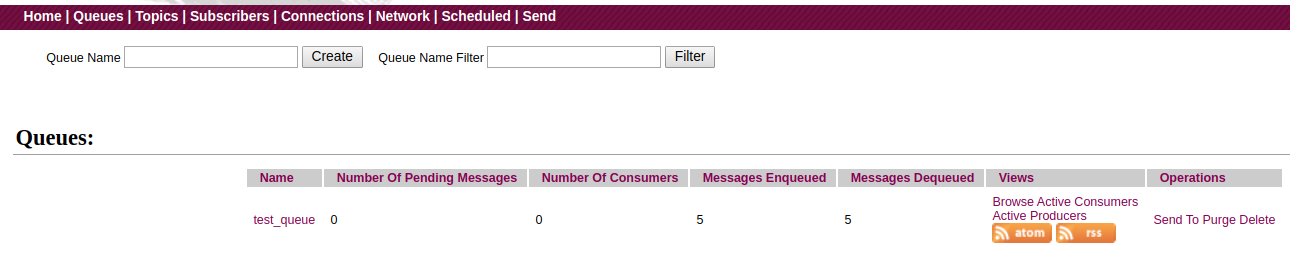 Home | Queues | Topics | Subscribers | Connections | Network | Scheduled | Send
Queue Name Create Queue Name Filter Filter
Queues:
Name Number Of Pending Messages Number Of Consumers Messages Enqueued Messages Dequeued Views Operations
test_queue 0 0 5 5 Browse Active Consumers
Active Producers
atom rss
Send To Purge Delete